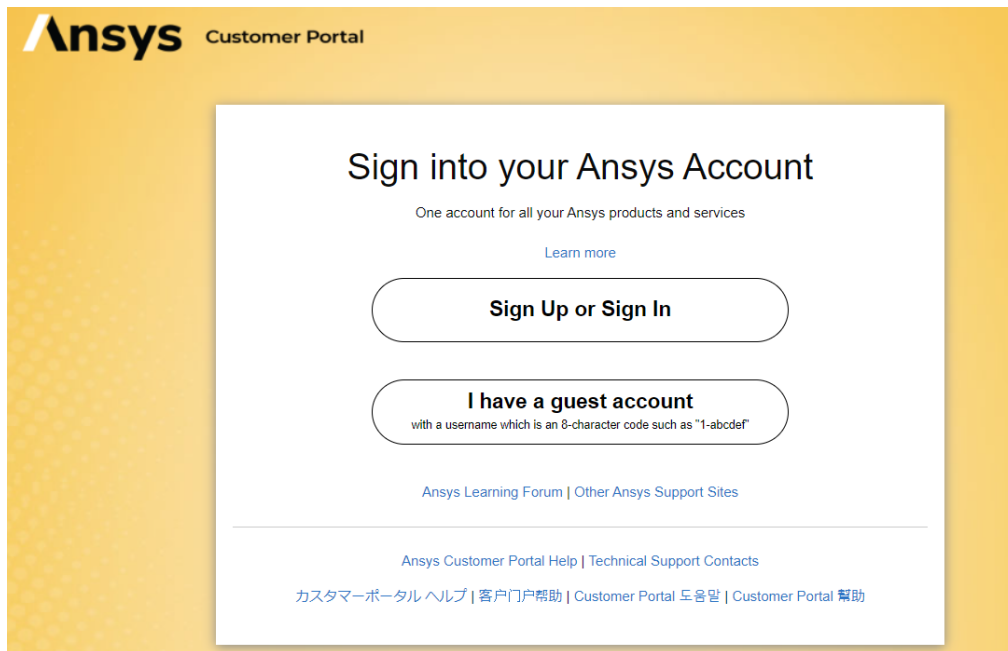 Ansys Customer Portal
Sign into your Ansys Account
One account for all your Ansys products and services
Learn more
Sign Up or Sign In
I have a guest account
with a username which is an 8-character code such as "1-abcdef"
Ansys Learning Forum | Other Ansys Support Sites
Ansys Customer Portal Help | Technical Support Contacts
カスタマーポータル ヘルプ | 客户门户帮助 | Customer Portal 도움말 | Customer Portal 幫助